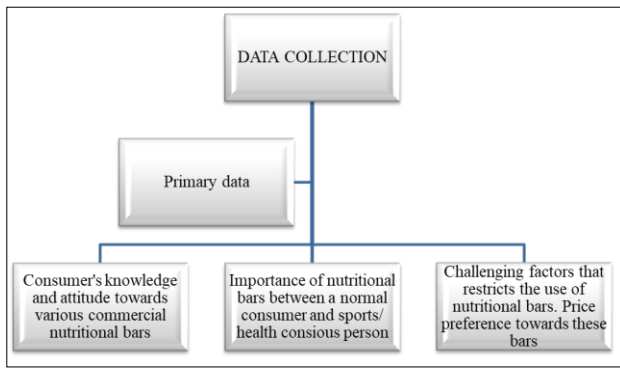 DATA COLLECTION
Primary data
Consumer's knowledge
and attitude towards
various commercial
nutritional bars
Importance of nutritional
bars between a normal
consumer and sports/
health consious person
Challenging factors that
restricts the use of
nutritional bars. Price
preference towards these
bars